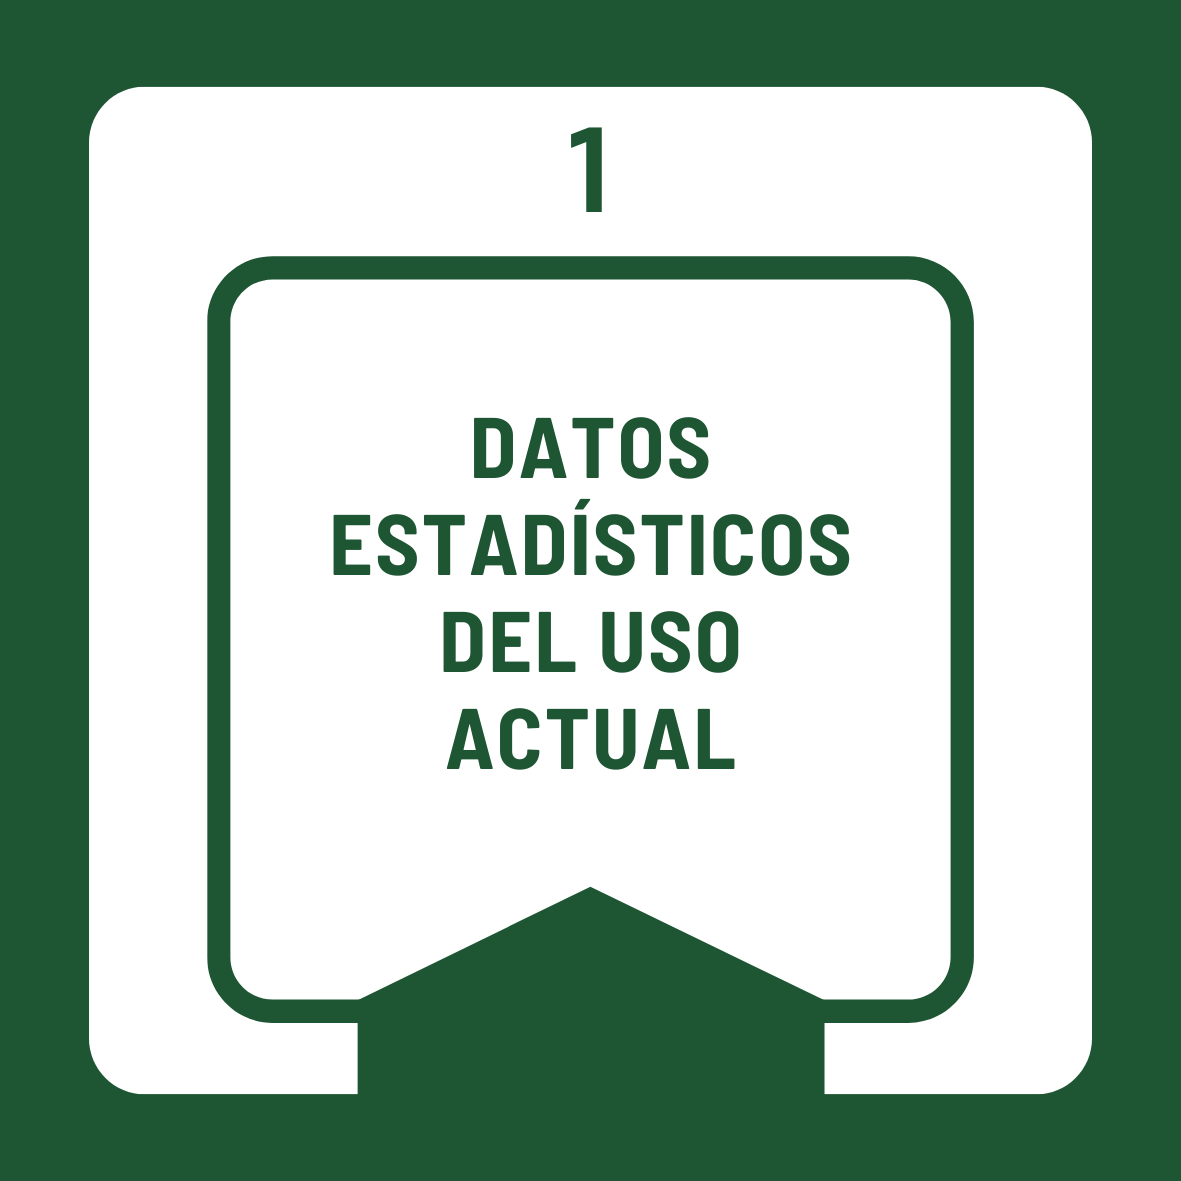 1
DATOS
ESTADÍSTICOS
DEL USO
ACTUAL